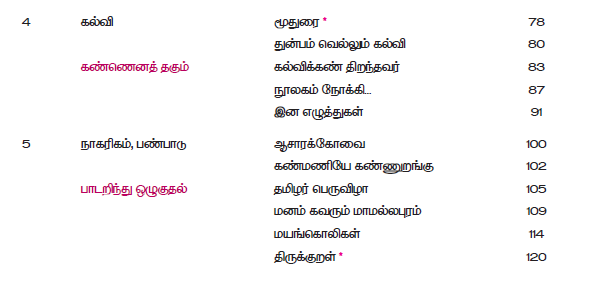 4 கல்வி மூதுரை * 78
துன்பம் வெல்லும் கல்வி 80
கண்ணெனத் தகும் கல்விக்கண் திறந்தவர் 83
நூலகம் நோக்கி... 87
இன எழுத்துகள் 91
5 நாகரிகம், பண்பாடு ஆசாரக்கோவை 100
கண்மணியே கண்ணுறங்கு 102
பாடறிந்து ஒழுகுதல் தமிழர் பெருவிழா 105
மனம் கவரும் மாமல்லபுரம் 109
மயங்கொலிகள் 114
திருக்குறள் * 120